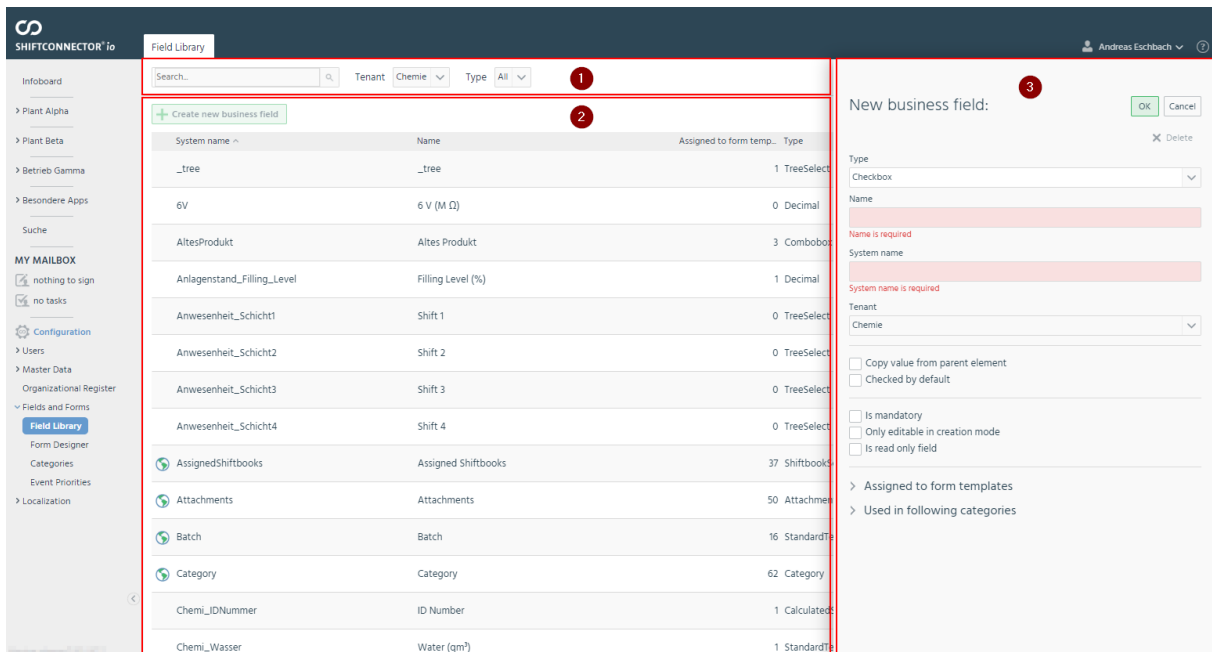 SHIFTCONNECTOR® io
Field Library
Andreas Eschbach
?
Infoboard
> Plant Alpha
> Plant Beta
> Betrieb Gamma
> Besondere Apps
Suche
MY MAILBOX
nothing to sign
no tasks
Configuration
> Users
> Master Data
Organizational Register
Fields and Forms
Field Library
Form Designer
Categories
Event Priorities
> Localization
Search...
Tenant Chemie Type All
1
Create new business field
2
System name Name Assigned to form temp... Type
_tree _tree 1 TreeSelect
6V 6 V (M Ω) 0 Decimal
AltesProdukt Altes Produkt 3 Combobox
Anlagenstand_Filling_Level Filling Level (%) 1 Decimal
Anwesenheit_Schicht1 Shift 1 0 TreeSelect
Anwesenheit_Schicht2 Shift 2 0 TreeSelect
Anwesenheit_Schicht3 Shift 3 0 TreeSelect
Anwesenheit_Schicht4 Shift 4 0 TreeSelect
AssignedShiftbooks Assigned Shiftbooks 37 ShiftbookS
Attachments Attachments 50 Attachmen
Batch Batch 16 StandardTe
Category Category 62 Category
Chemi_IDNummer ID Number 1 CalculatedS
Chemi_Wasser Water (qm³) 1 StandardTe
3
New business field:
OK Cancel
Delete
Type
Checkbox
Name
Name is required
System name
System name is required
Tenant
Chemie
Copy value from parent element
Checked by default
Is mandatory
Only editable in creation mode
Is read only field
> Assigned to form templates
> Used in following categories